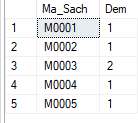 Ma_Sach Dem
1 M0001 1
2 M0002 1
3 M0003 2
4 M0004 1
5 M0005 1